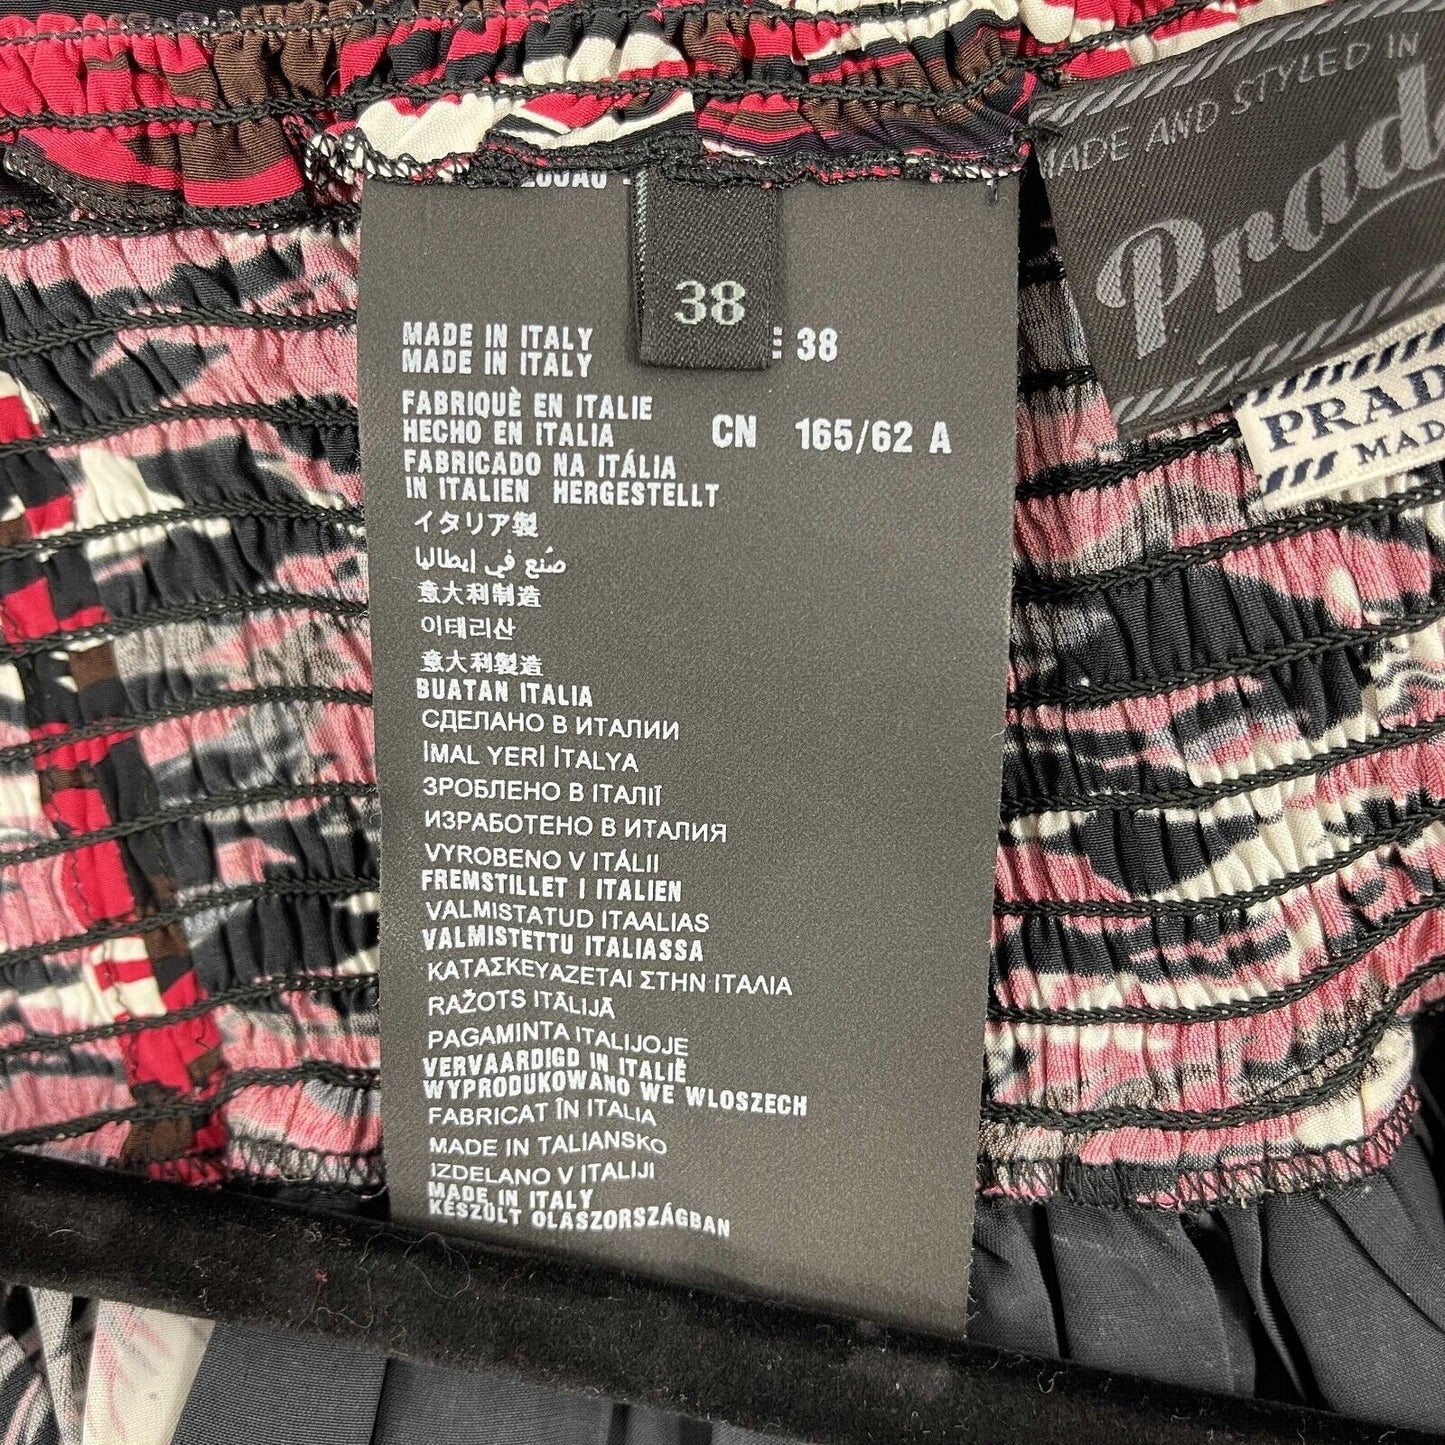 38
MADE IN ITALY
MADE IN ITALY
E 38
FABRIQUÈ EN ITALIE
HECHO EN ITALIA
CN 165/62 A
FABRICADO NA ITÁLIA
IN ITALIEN HERGESTELLT
イタリア製
صنع في إيطاليا
意大利制造
이테리산
意大利製造
BUATAN ITALIA
СДЕЛАНО В ИТАЛИИ
İMAL YERİ İTALYA
ЗРОБЛЕНО В ІТАЛІЇ
ИЗРАБОТЕНО В ИТАЛИЯ
VYROBENO V ITÁLII
FREMSTILLET I ITALIEN
VALMISTATUD ITAALIAS
VALMISTETTU ITALIASSA
ΚΑΤΑΣΚΕΥΑΖΕΤΑΙ ΣΤΗΝ ΙΤΑΛΙΑ
RAŽOTS ITĀLIJĀ
PAGAMINTA ITALIJOJE
VERVAARDIGD IN ITALIË
WYPRODUKOWANO WE WLOSZECH
FABRICAT ÎN ITALIA
MADE IN TALIANSKO
IZDELANO V ITALIJI
MADE IN ITALY
KÉSZÜLT OLASZORSZÁGBAN
MADE AND STYLED IN
Prada
PRAD
MAD